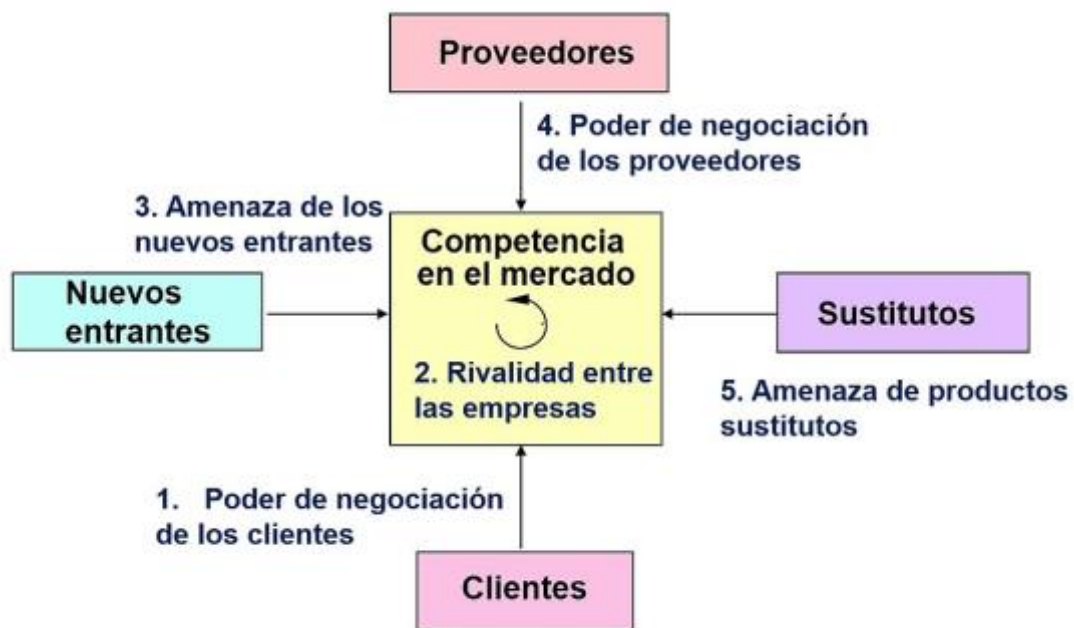 Proveedores
4. Poder de negociación
de los proveedores
3. Amenaza de los
nuevos entrantes
Competencia
en el mercado
Nuevos
entrantes
Sustitutos
2. Rivalidad entre
las empresas
5. Amenaza de productos
sustitutos
1. Poder de negociación
de los clientes
Clientes